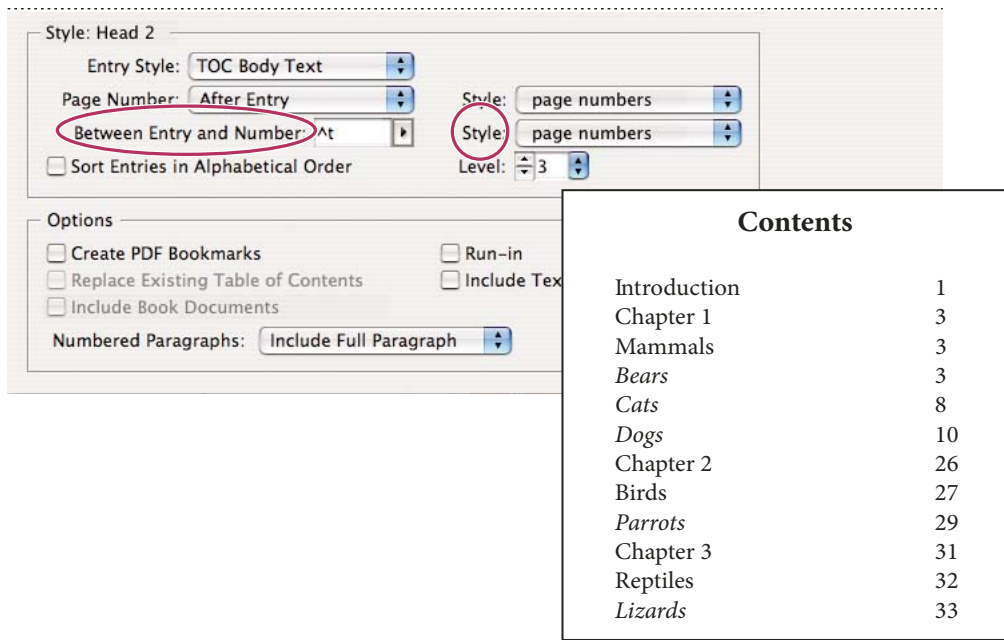 Style: Head 2
Entry Style: TOC Body Text
Page Number: After Entry Style: page numbers
Between Entry and Number: ^t Style: page numbers
Sort Entries in Alphabetical Order Level: 3
Options
Create PDF Bookmarks Run-in
Replace Existing Table of Contents Include Tex
Include Book Documents
Numbered Paragraphs: Include Full Paragraph
Contents
Introduction 1
Chapter 1 3
Mammals 3
Bears 3
Cats 8
Dogs 10
Chapter 2 26
Birds 27
Parrots 29
Chapter 3 31
Reptiles 32
Lizards 33